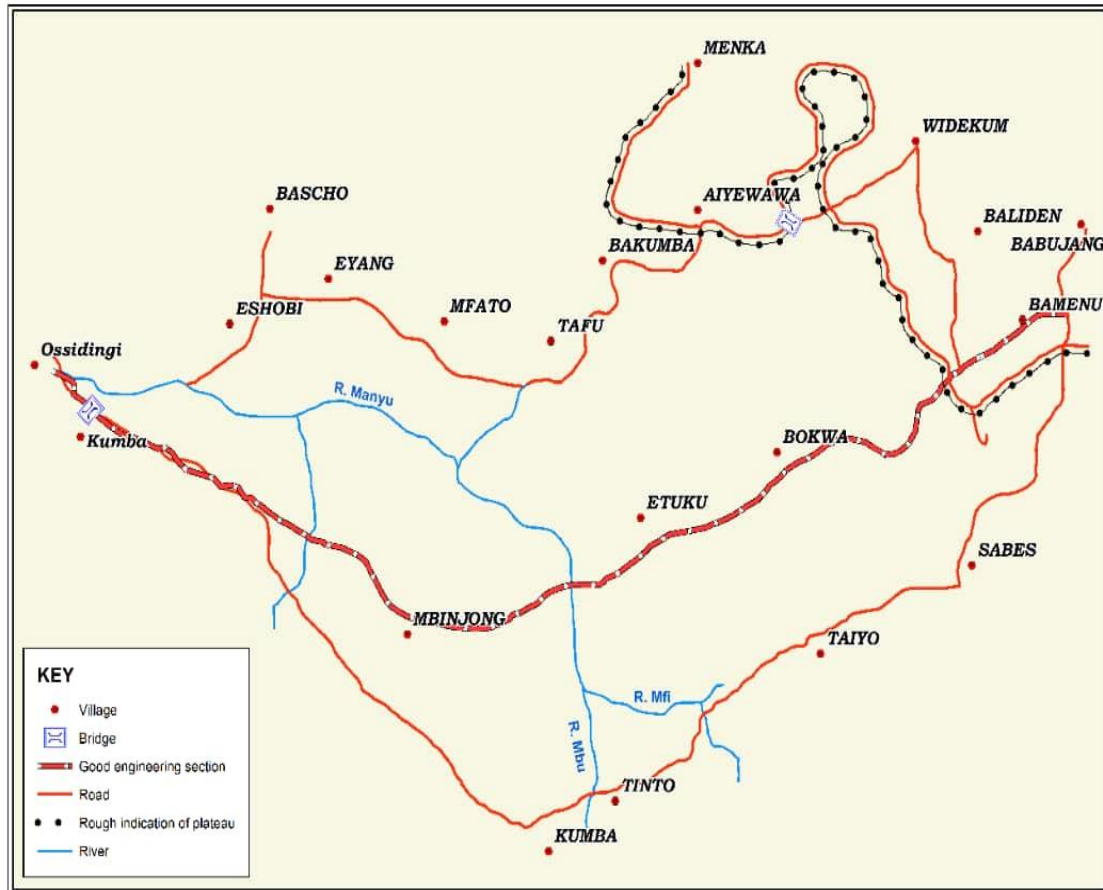 MENKA
WIDEKUM
BASCHO
AIYEWAWA
BALIDEN
BABUJANG
BAKUMBA
EYANG
ESHOBI
MFATO
TAFU
BAMENU
Ossidingi
R. Manyu
Kumba
BOKWA
ETUKU
SABES
MBINJONG
TAIYO
R. Mfi
R. Mbu
TINTO
KUMBA
KEY
Village
Bridge
Good engineering section
Road
Rough indication of plateau
River